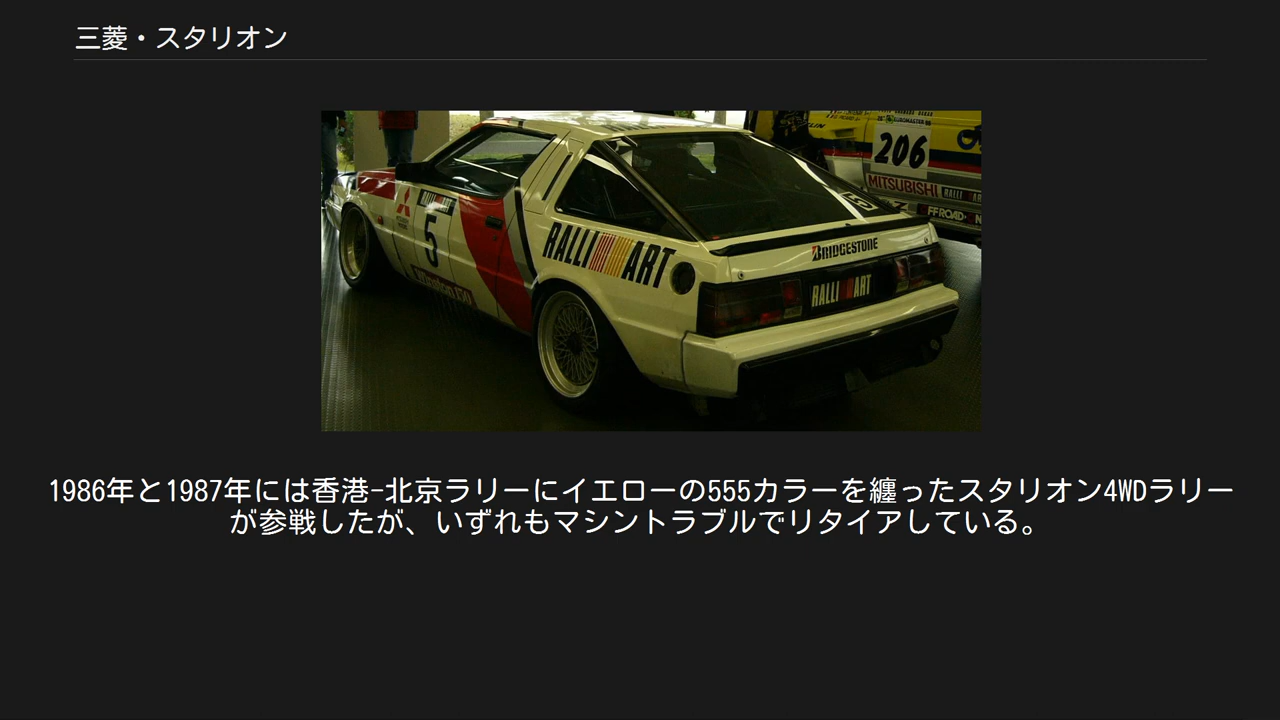 三菱・スタリオン
206
MITSUBISHI RALLI ART
5
RALLI ART
BRIDGESTONE
RALLI ART
1986年と1987年には香港-北京ラリーにイエローの555カラーを纏ったスタリオン4WDラリー
が参戦したが、いずれもマシントラブルでリタイアしている。